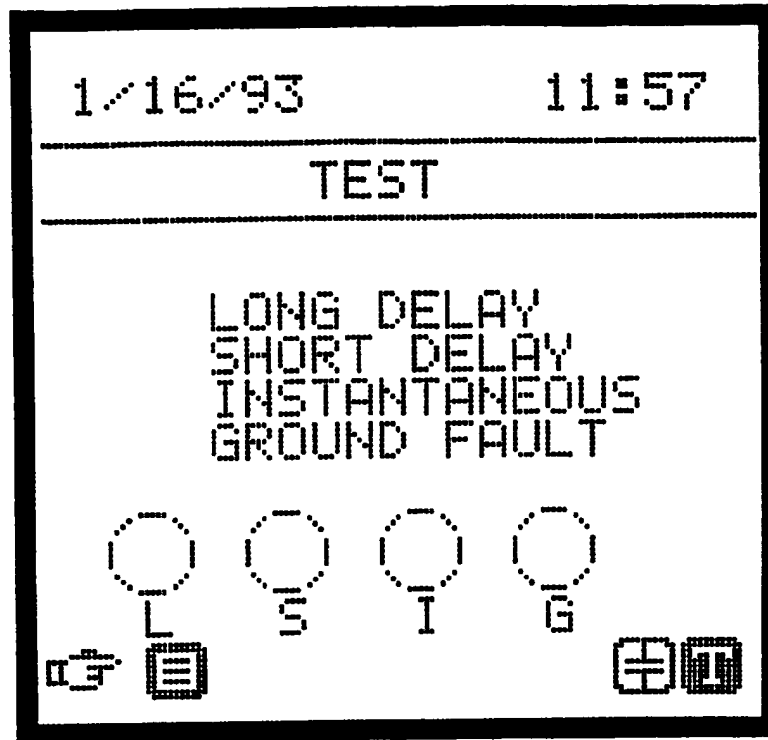 1/16/93 11:57
TEST
LONG DELAY
SHORT DELAY
INSTANTANEOUS
GROUND FAULT
L S I G